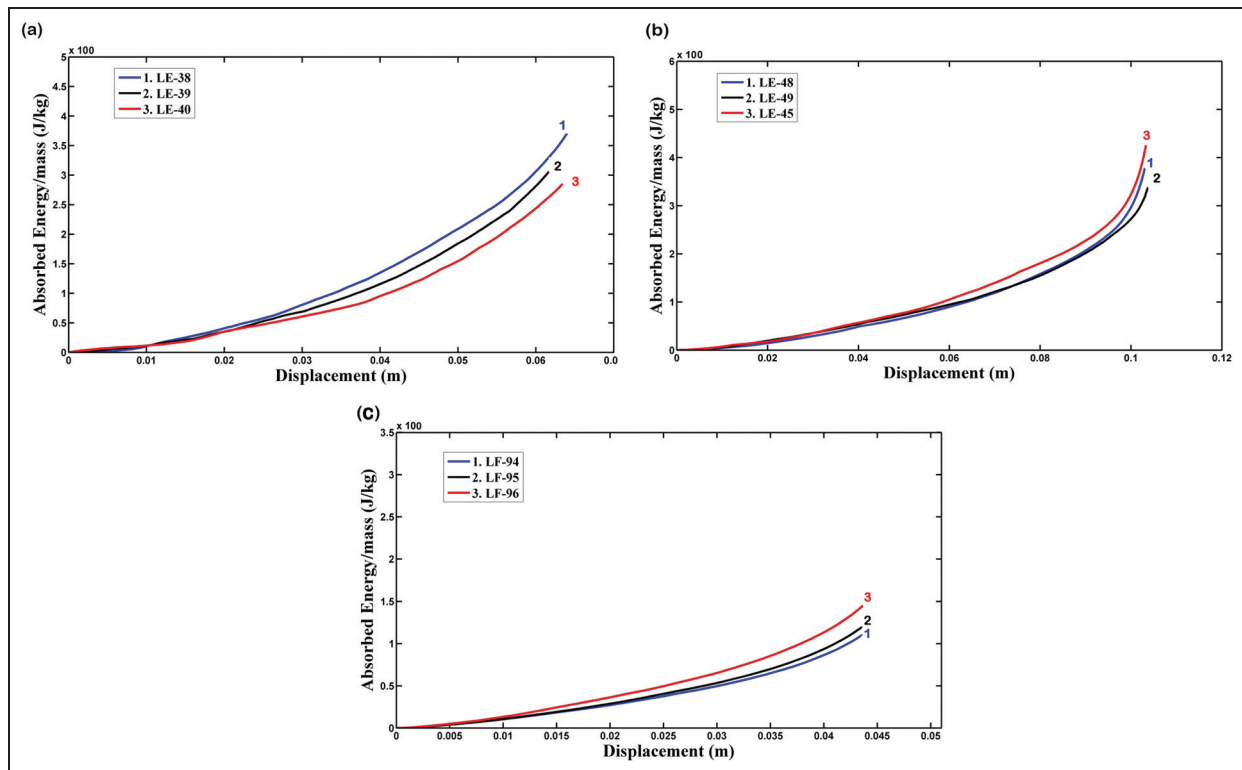 (a)
x 100
5
4.5
4
3.5
3
2.5
2
1.5
1
0.5
0
Absorbed Energy/mass (J/kg)
1. LE-38
2. LE-39
3. LE-40
1
2
3
0.01 0.02 0.03 0.04 0.05 0.06 0.0
Displacement (m)
(b)
x 100
6
5
4
3
2
1
0
Absorbed Energy/mass (J/kg)
1. LE-48
2. LE-49
3. LE-45
3
1
2
0 0.02 0.04 0.06 0.08 0.1 0.12
Displacement (m)
(c)
x 100
3.5
3
2.5
2
1.5
1
0.5
0
Absorbed Energy/mass (J/kg)
1. LF-94
2. LF-95
3. LF-96
3
2
1
0 0.005 0.01 0.015 0.02 0.025 0.03 0.035 0.04 0.045 0.05
Displacement (m)